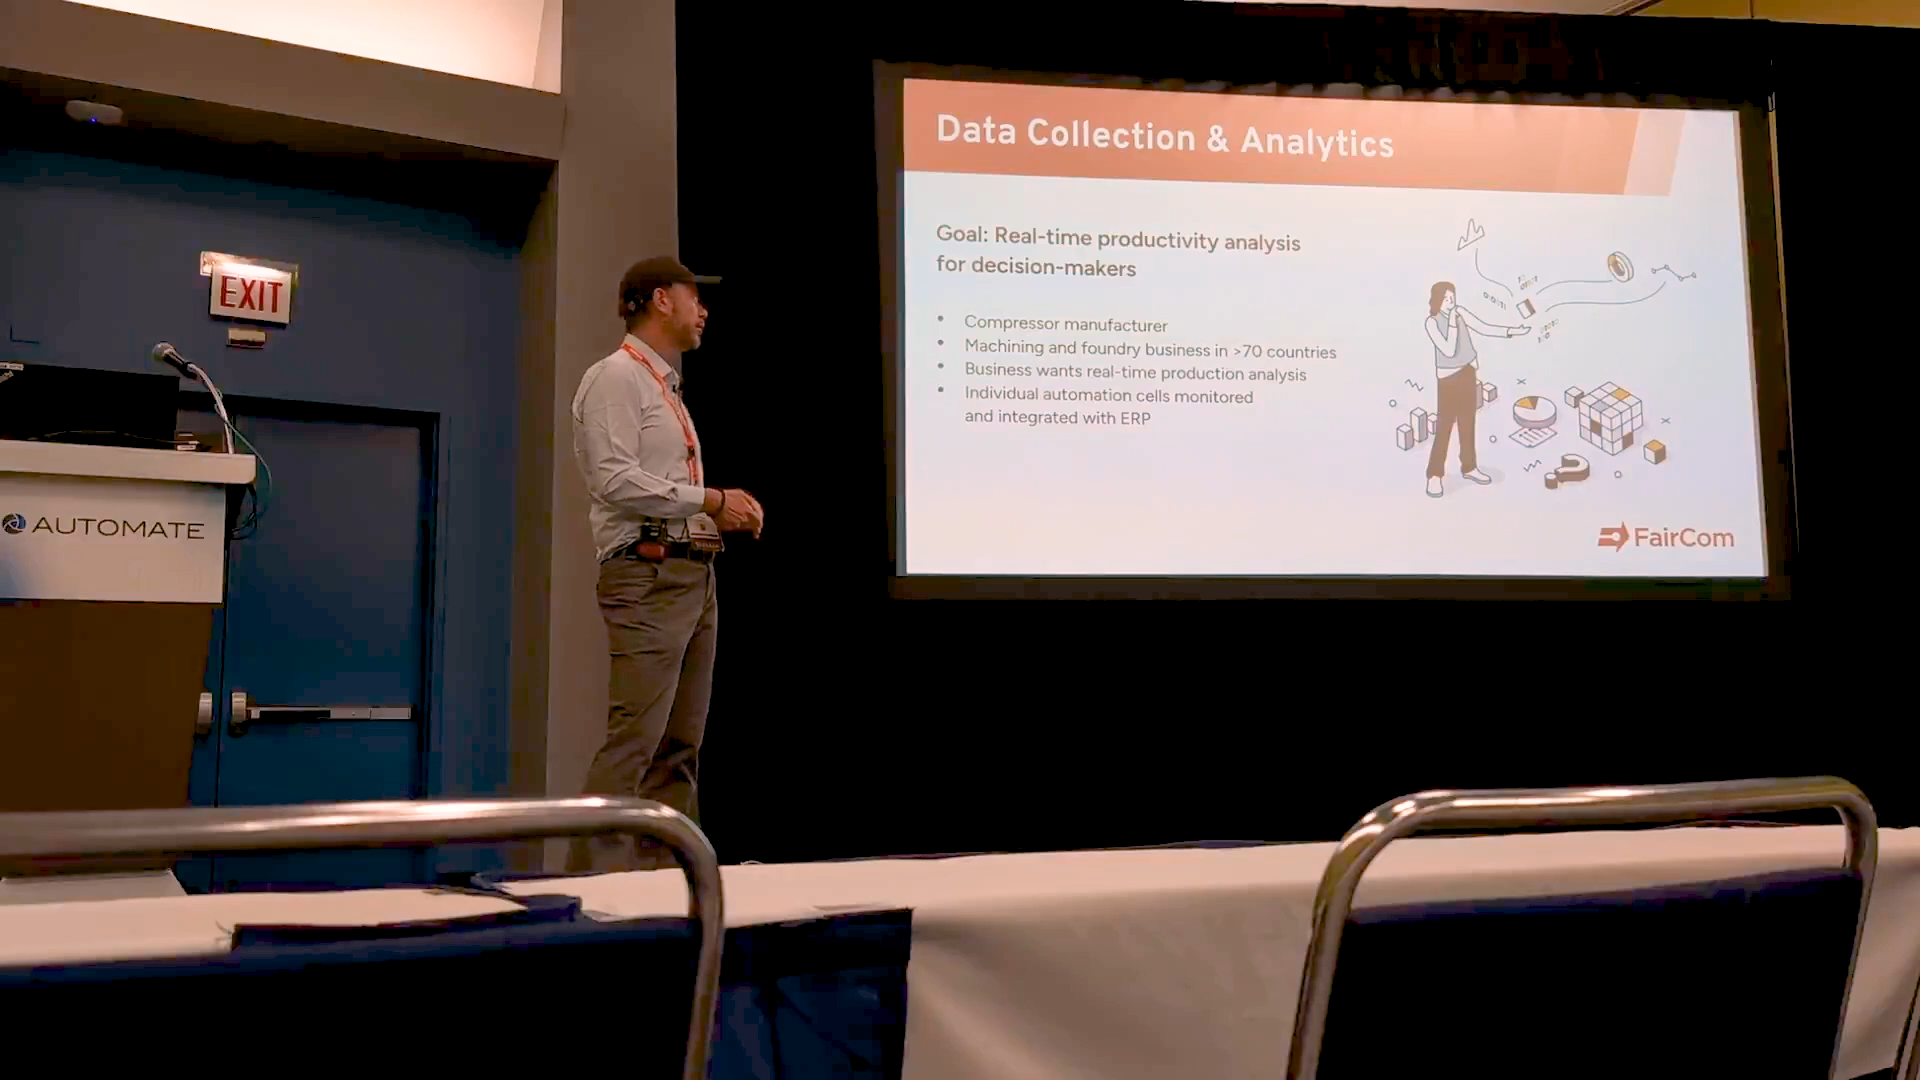 Data Collection & Analytics
Goal: Real-time productivity analysis
for decision-makers
• Compressor manufacturer
• Machining and foundry business in >70 countries
• Business wants real-time production analysis
• Individual automation cells monitored
and integrated with ERP
FairCom
EXIT
AUTOMATE